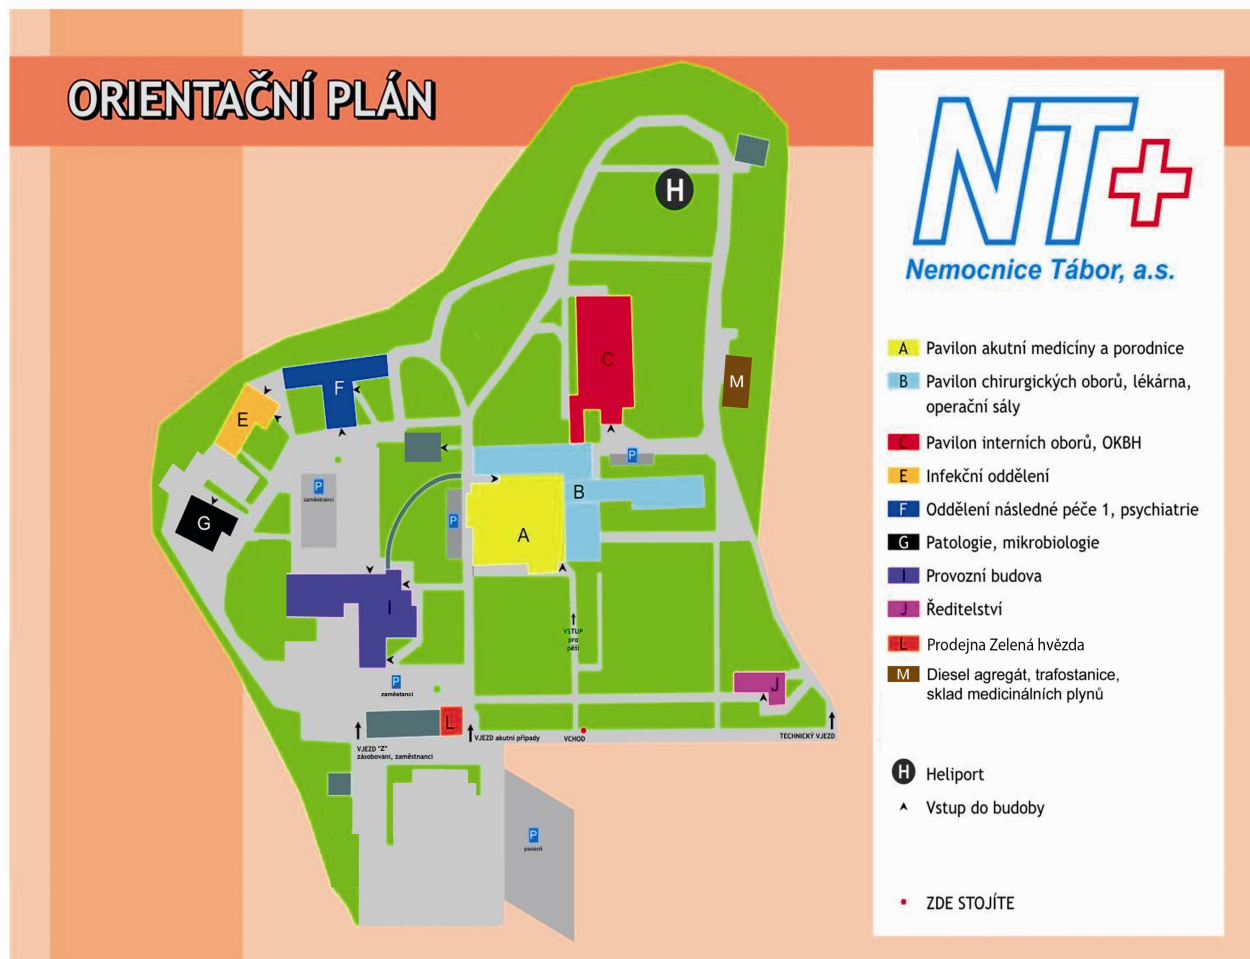 ORIENTAČNÍ PLÁN
H
C
M
F
E
P
zaměstnanci
P
B
G
P
A
I
VSTUP
pro
pěší
P
zaměstanci
J
L
VJEZD "Z"
zásobovani, zaměstnanci
VJEZD akutní případy
VCHOD
TECHNICKÝ VJEZD
P
pacienti
NT+
Nemocnice Tábor, a.s.
A Pavilon akutní medicíny a porodnice
B Pavilon chirurgických oborů, lékárna,
operační sály
C Pavilon interních oborů, OKBH
E Infekční oddělení
F Oddělení následné péče 1, psychiatrie
G Patologie, mikrobiologie
I Provozní budova
J Ředitelství
L Prodejna Zelená hvězda
M Diesel agregát, trafostanice,
sklad medicinálních plynů
H Heliport
Vstup do budoby
ZDE STOJÍTE